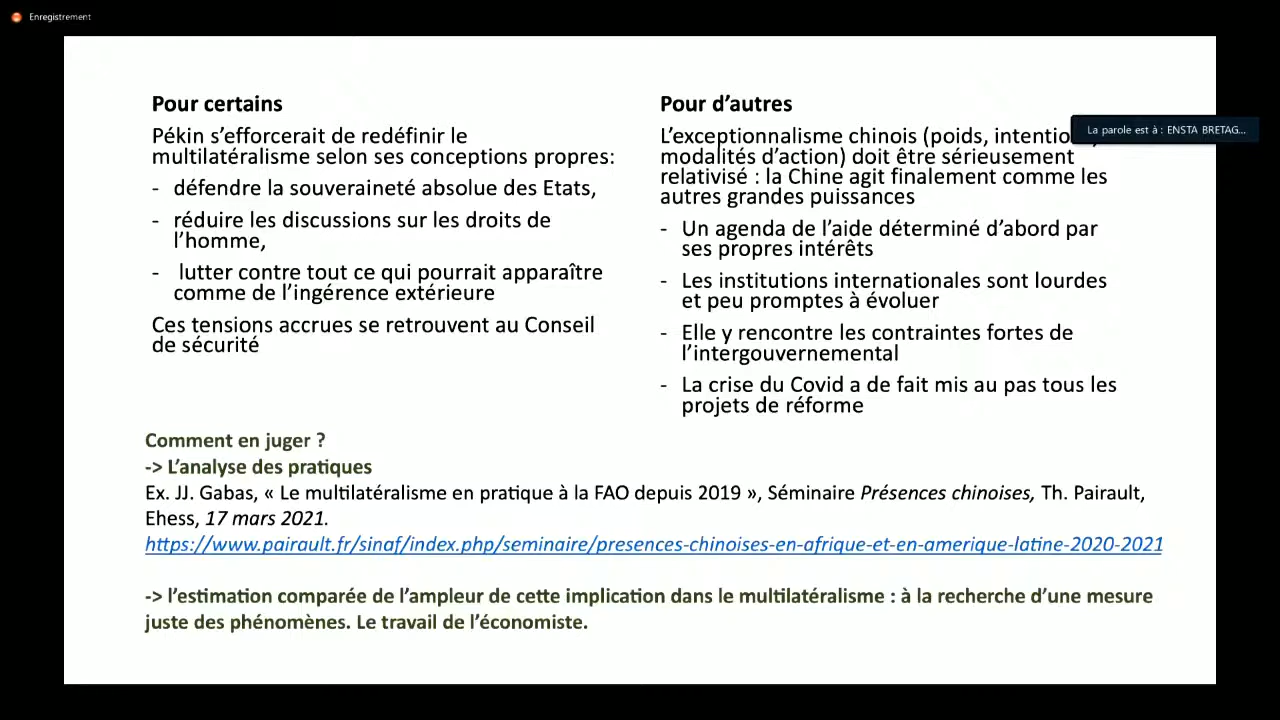 Enregistrement
Pour certains
Pékin s'efforcerait de redéfinir le
multilatéralisme selon ses conceptions propres:
- défendre la souveraineté absolue des Etats,
- réduire les discussions sur les droits de
l'homme,
- lutter contre tout ce qui pourrait apparaître
comme de l'ingérence extérieure
Ces tensions accrues se retrouvent au Conseil
de sécurité
Pour d'autres
L'exceptionnalisme chinois (poids,
modalités d'action) doit être sérieusement
relativisé : la Chine agit finalement comme les
autres grandes puissances
- Un agenda de l'aide déterminé d'abord par
ses propres intérêts
- Les institutions internationales sont lourdes
et peu promptes à évoluer
- Elle y rencontre les contraintes fortes de
l'intergouvernemental
- La crise du Covid a de fait mis au pas tous les
projets de réforme
La parole est à : ENSTA BRETAG...
Comment en juger ?
-> L'analyse des pratiques
Ex. JJ. Gabas, « Le multilatéralisme en pratique à la FAO depuis 2019 », Séminaire Présences chinoises, Th. Pairault,
Ehess, 17 mars 2021.
https://www.pairault.fr/sinaf/index.php/seminaire/presences-chinoises-en-afrique-et-en-amerique-latine-2020-2021
-> l'estimation comparée de l'ampleur de cette implication dans le multilatéralisme : à la recherche d'une mesure
juste des phénomènes. Le travail de l'économiste.